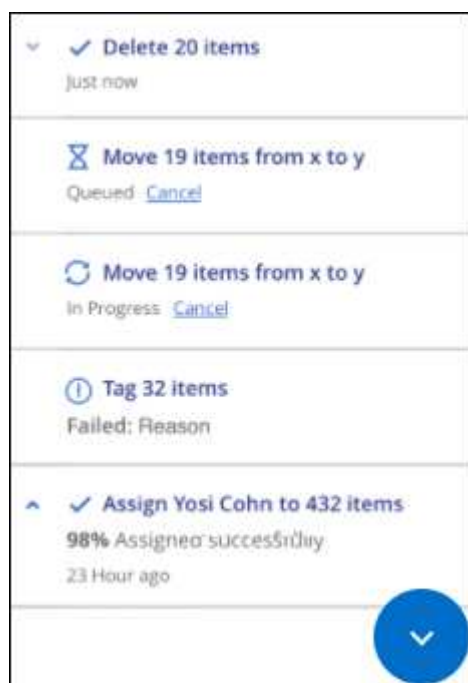 Delete 20 items
Just now
Move 19 items from x to y
Queued Cancel
Move 19 items from x to y
In Progress Cancel
Tag 32 items
Failed: Reason
Assign Yosi Cohn to 432 items
98% Assigned
23 Hour ago